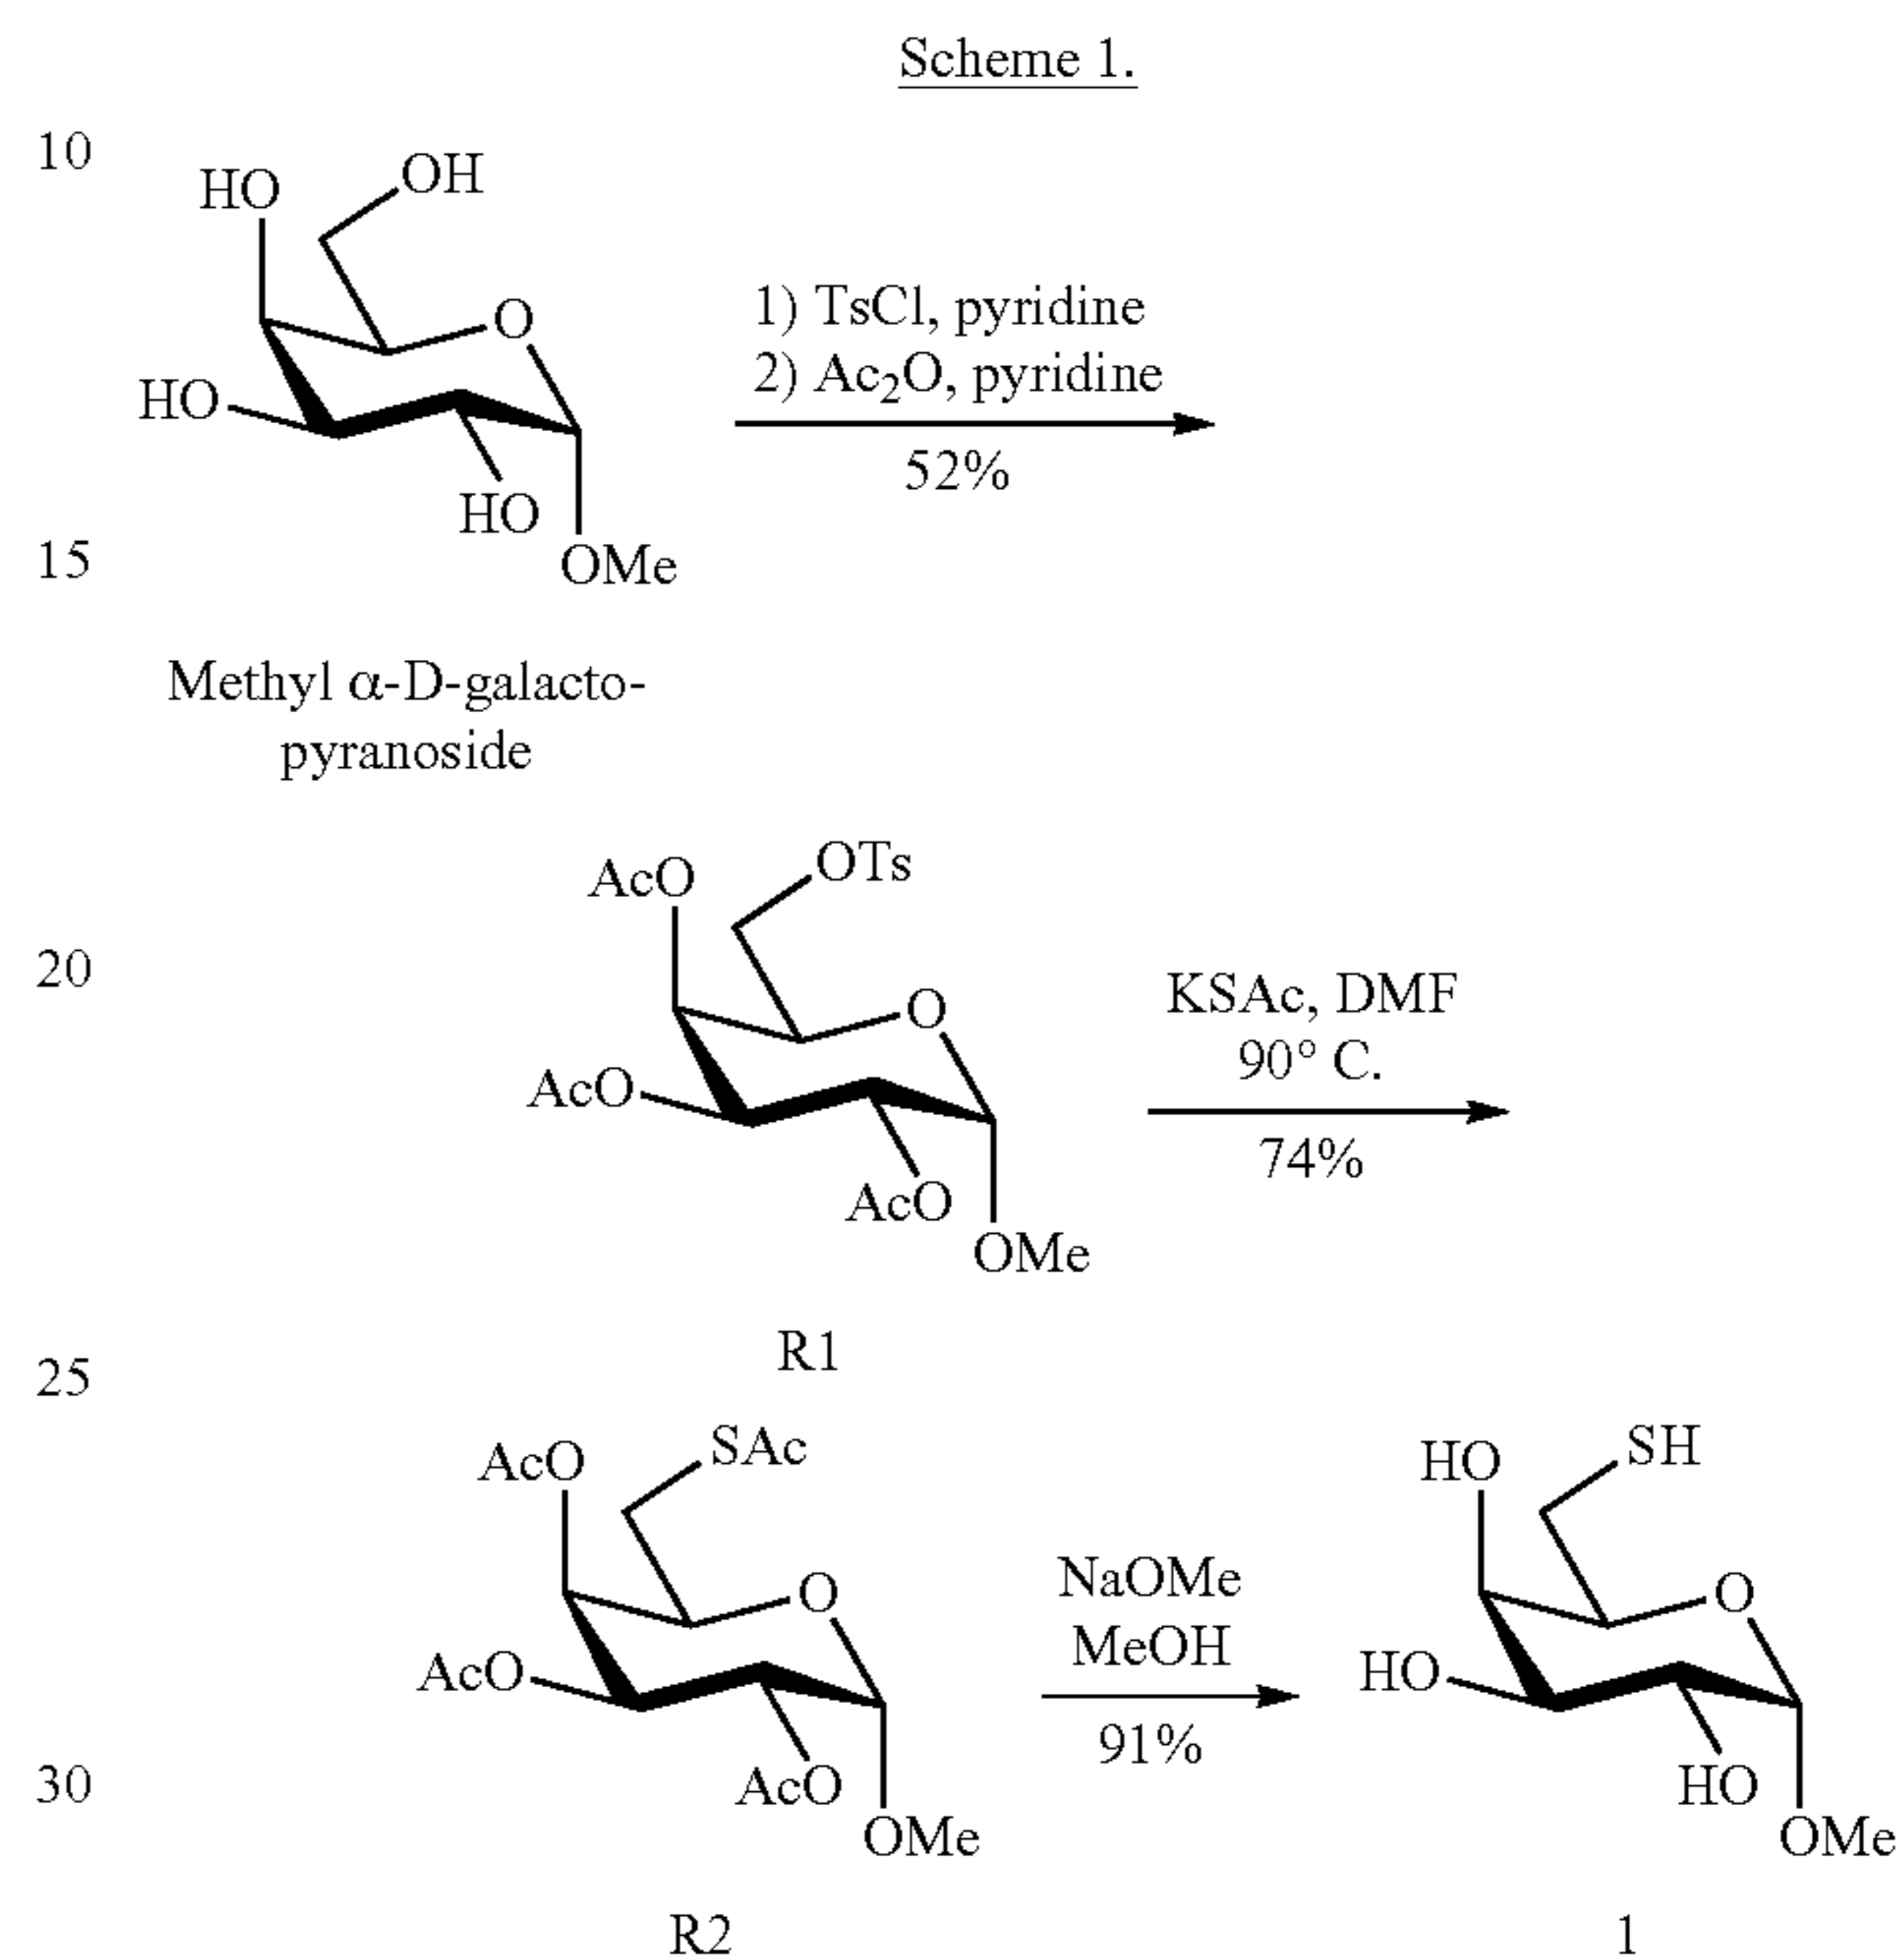 Scheme 1.
10
HO
OH
O
HO
HO
OMe
1) TsCl, pyridine
2) Ac₂O, pyridine
52%
15
Methyl α-D-galacto-
pyranoside
AcO
OTs
20
O
AcO
AcO
OMe
KSAc, DMF
90° C.
74%
R1
25
AcO
SAc
O
AcO
AcO
OMe
R2
NaOMe
MeOH
91%
HO
SH
O
HO
HO
OMe
30
1